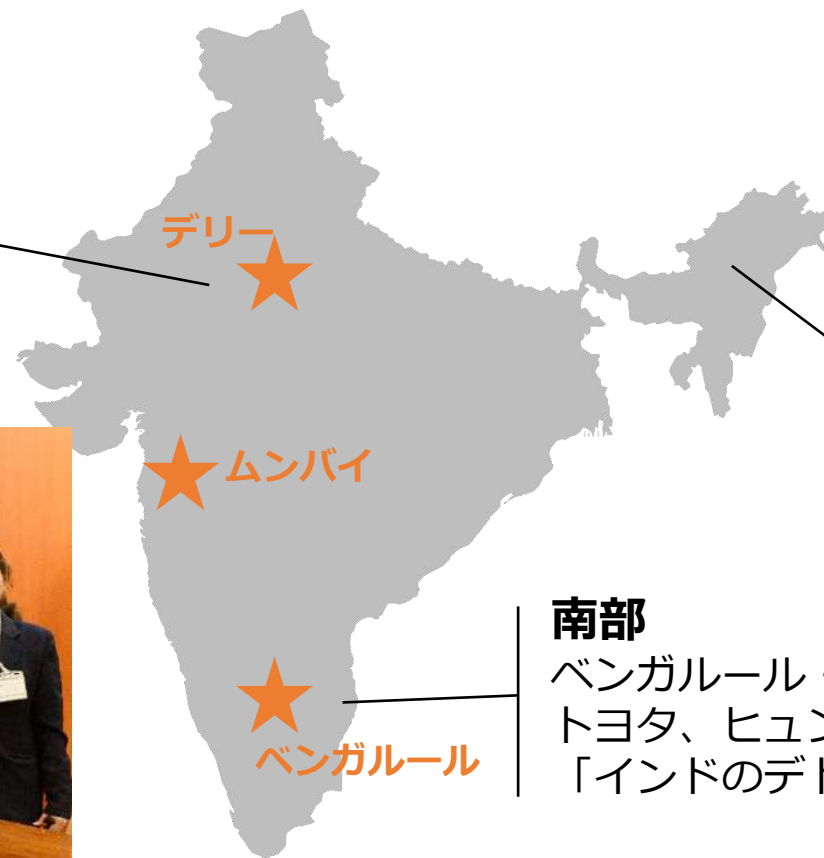 デリー
ムンバイ
ベンガルール
南部
ベンガルール・
トヨタ、ヒュン
「インドのデト